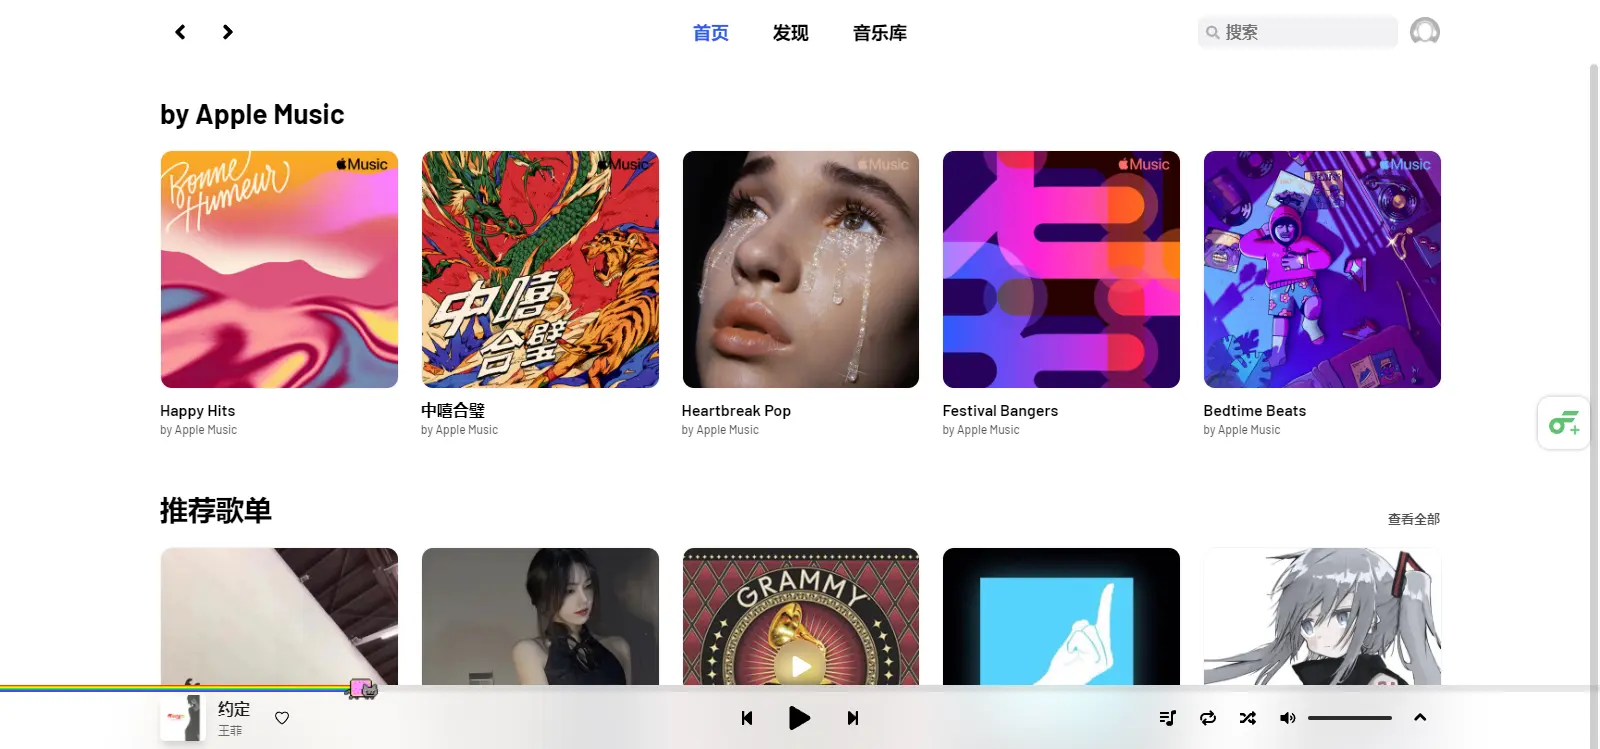 首页
发现
音乐库
搜索
by Apple Music
Bonne
Humeur
Music
Music
中嘻
合璧
Music
Music
Music
Happy Hits
by Apple Music
中嘻合璧
by Apple Music
Heartbreak Pop
by Apple Music
Festival Bangers
by Apple Music
Bedtime Beats
by Apple Music
推荐歌单
查看全部
GRAMMY
约定
王菲